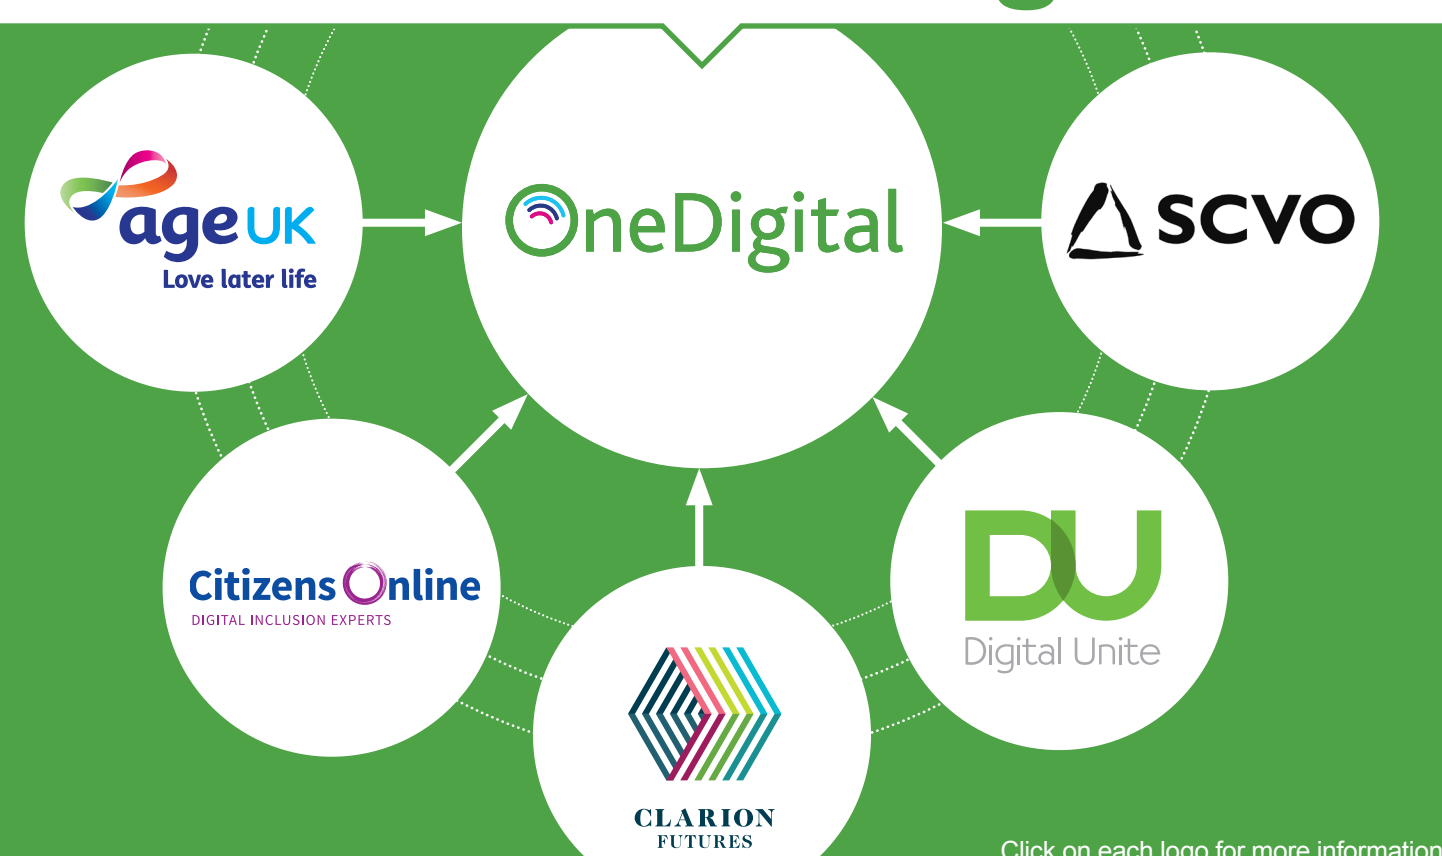 age UK
Love later life
OneDigital
SCVO
Citizens Online
DIGITAL INCLUSION EXPERTS
DU
Digital Unite
CLARION
FUTURES
Click on each logo for more information